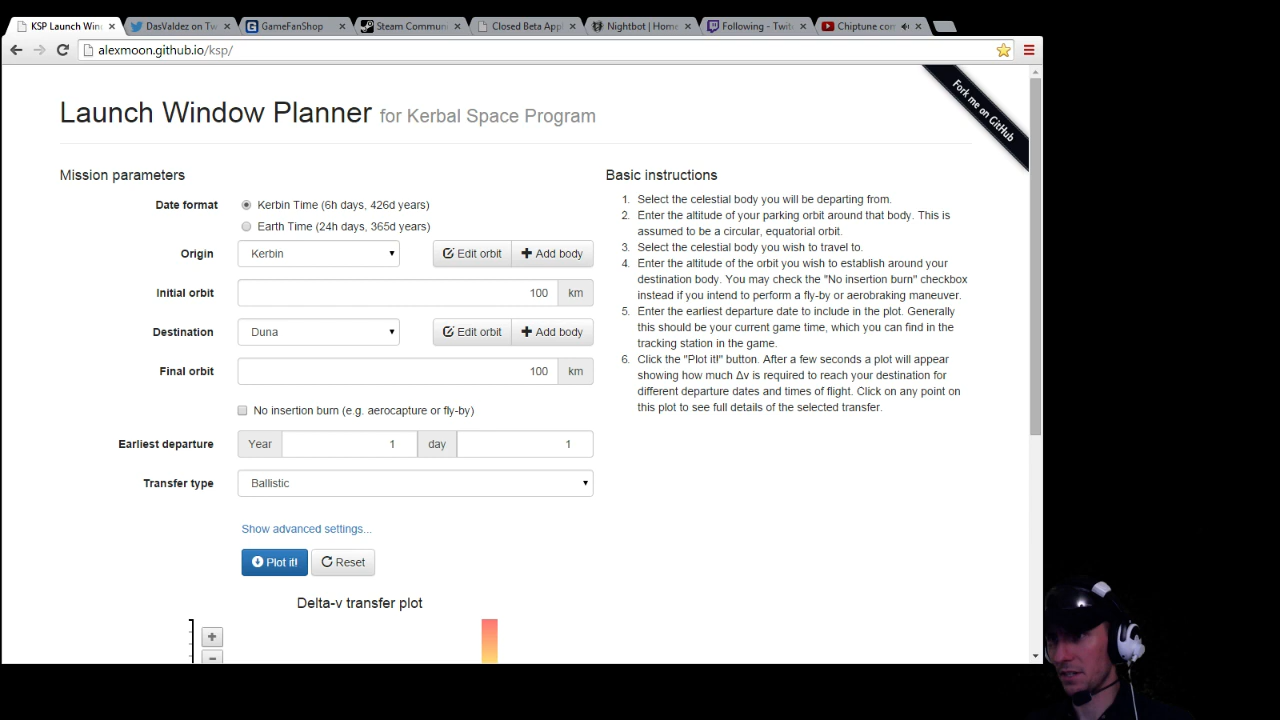 KSP Launch Win
DasValdez on Tw
GameFanShop
Steam Commun
Closed Beta Appl
Nightbot | Home
Following - Twitc
Chiptune com
alexmoon.github.io/ksp/
Fork me on GitHub
Launch Window Planner for Kerbal Space Program
Mission parameters
Date format
Kerbin Time (6h days, 426d years)
Earth Time (24h days, 365d years)
Origin
Kerbin
Edit orbit
Add body
Initial orbit
100
km
Destination
Duna
Edit orbit
Add body
Final orbit
100
km
No insertion burn (e.g. aerocapture or fly-by)
Earliest departure
Year
1
day
1
Transfer type
Ballistic
Show advanced settings...
Plot it!
Reset
Delta-v transfer plot
+
−
Basic instructions
1. Select the celestial body you will be departing from.
2. Enter the altitude of your parking orbit around that body. This is
assumed to be a circular, equatorial orbit.
3. Select the celestial body you wish to travel to.
4. Enter the altitude of the orbit you wish to establish around your
destination body. You may check the "No insertion burn" checkbox
instead if you intend to perform a fly-by or aerobraking maneuver.
5. Enter the earliest departure date to include in the plot. Generally
this should be your current game time, which you can find in the
tracking station in the game.
6. Click the "Plot it!" button. After a few seconds a plot will appear
showing how much Δv is required to reach your destination for
different departure dates and times of flight. Click on any point on
this plot to see full details of the selected transfer.